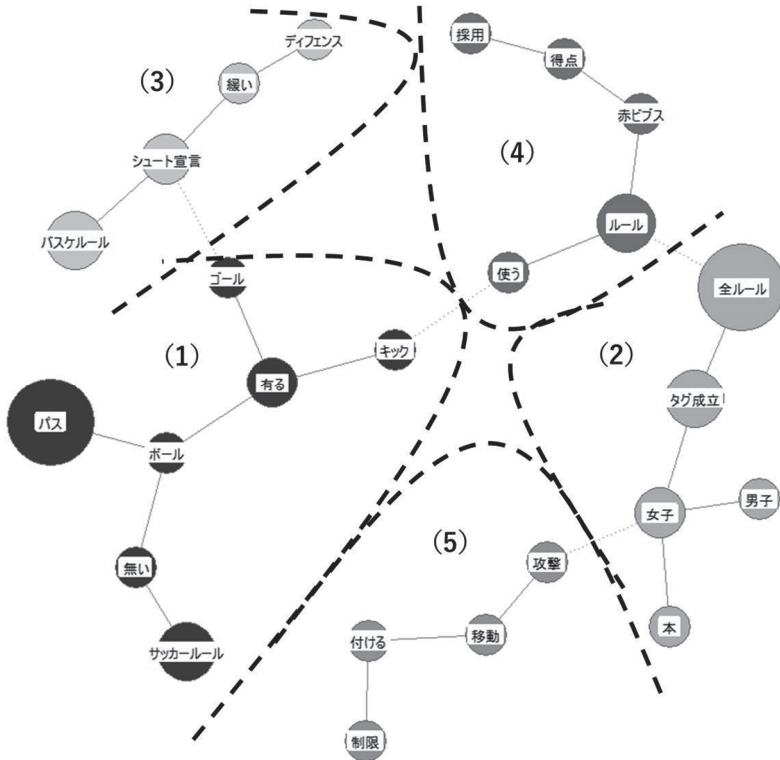 ディフェンス
緩い
(3)
シュート宣言
バスケルール
採用
得点
赤ビブス
(4)
ルール
使う
全ルール
ゴール
(1)
キック
有る
パス
ボール
無い
サッカールール
(2)
タグ成立
女子
男子
本
(5)
攻撃
移動
付ける
制限